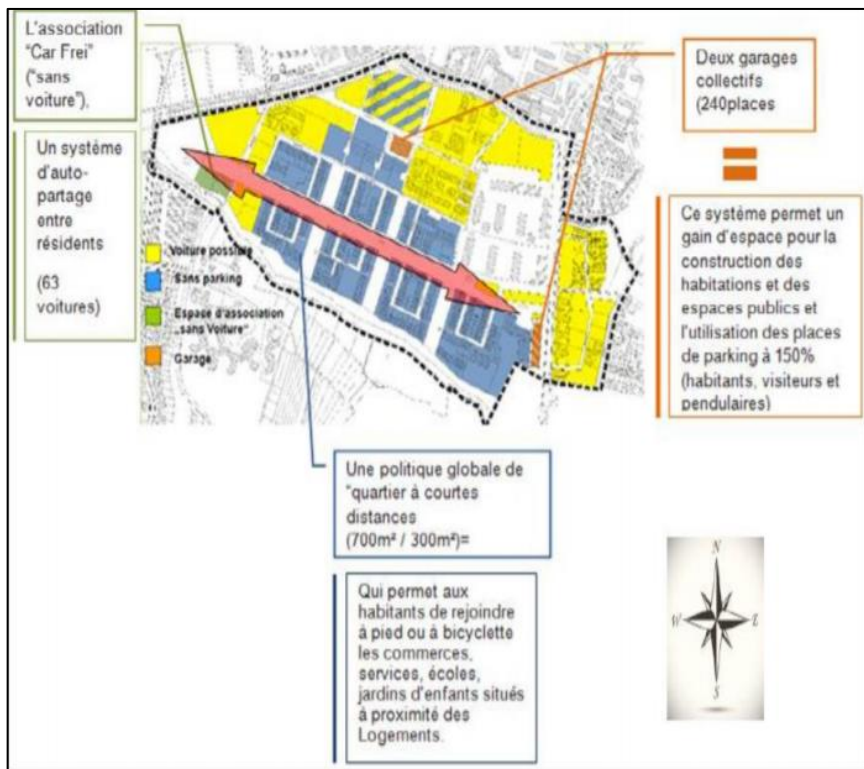 L'association
"Car Frei"
("sans
voiture"),
Un système
d'auto-
partage
entre
résidents
(63
voitures)
Voiture possible
Sans parking
Espace d'association
„sans Voiture“
Garage
Deux garages
collectifs
(240places
Ce système permet un
gain d'espace pour la
construction des
habitations et des
espaces publics et
l'utilisation des places
de parking à 150%
(habitants, visiteurs et
pendulaires)
Une politique globale de
"quartier à courtes
distances
(700m² / 300m²)=
Qui permet aux
habitants de rejoindre
à pied ou à bicyclette
les commerces,
services, écoles,
jardins d'enfants situés
à proximité des
Logements.
N
W
E
S